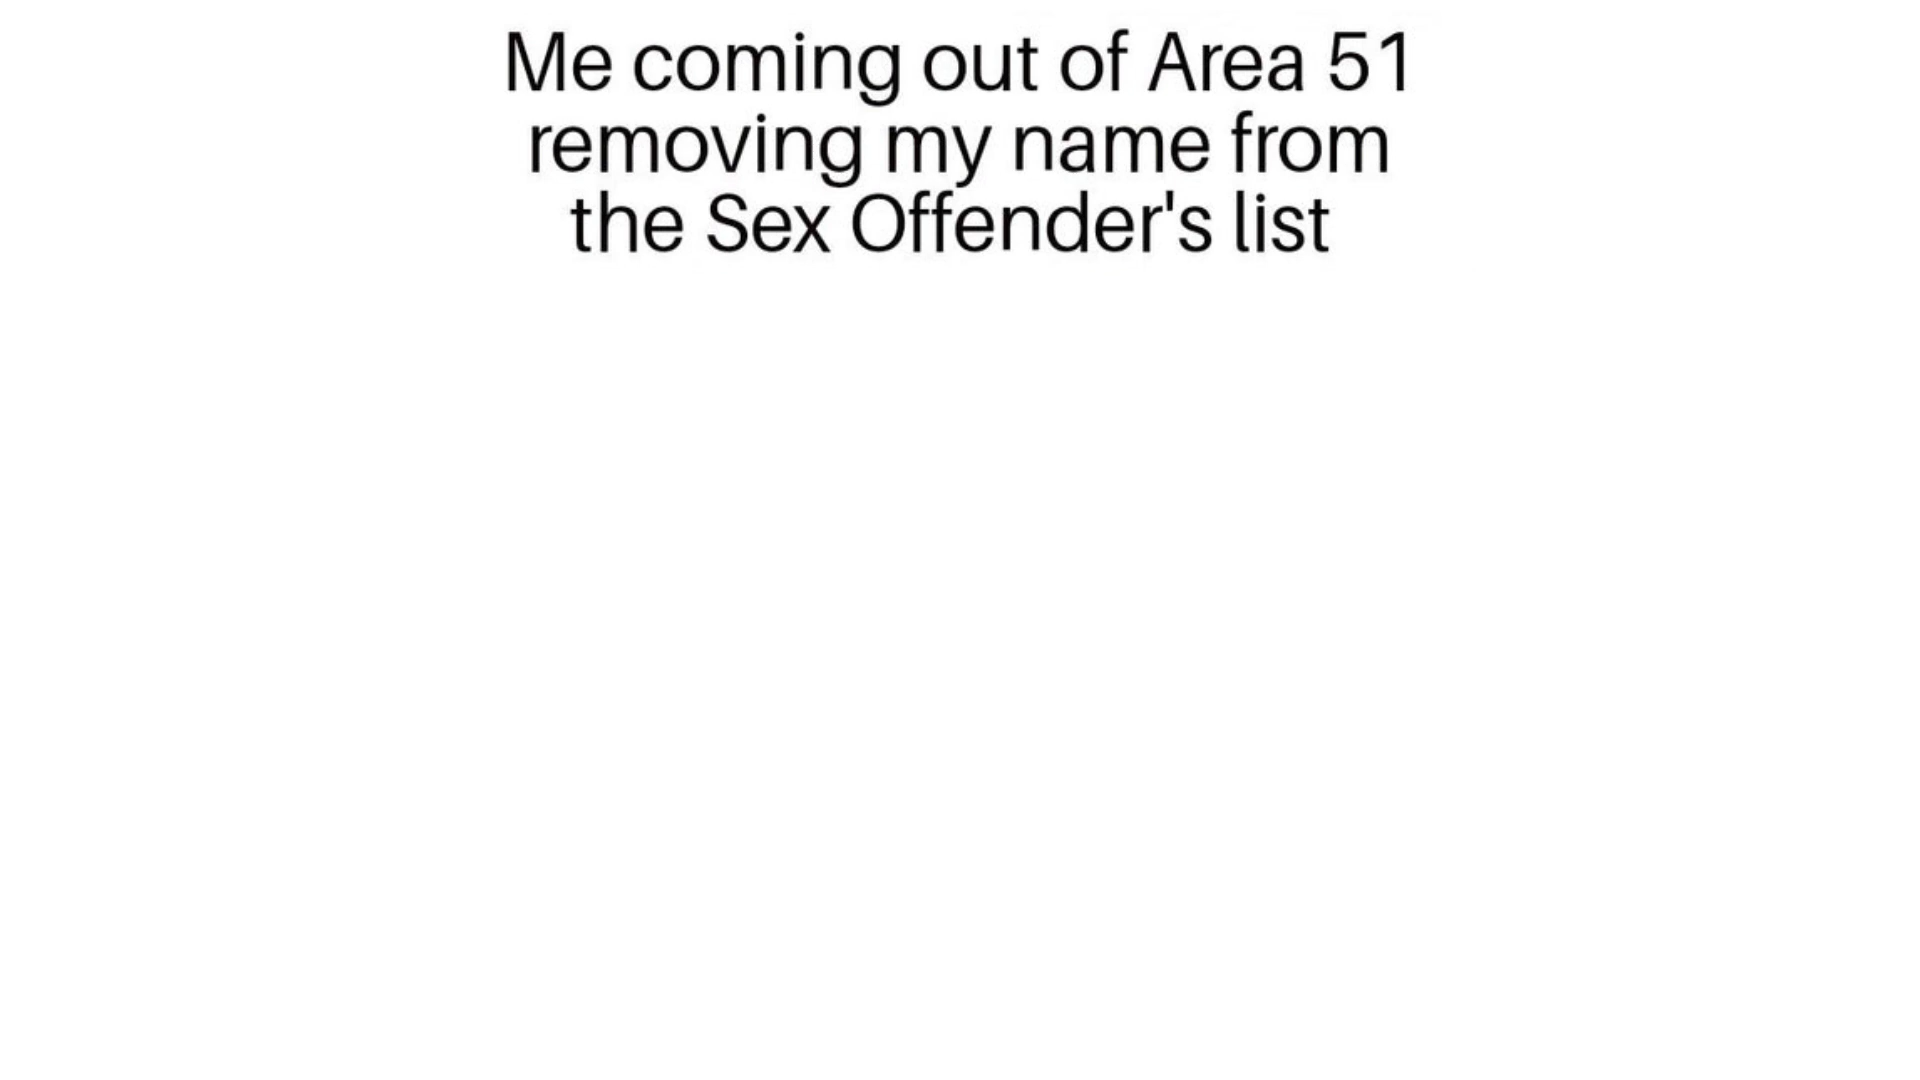 Me coming out of Area 51
removing my name from
the Sex Offender's list